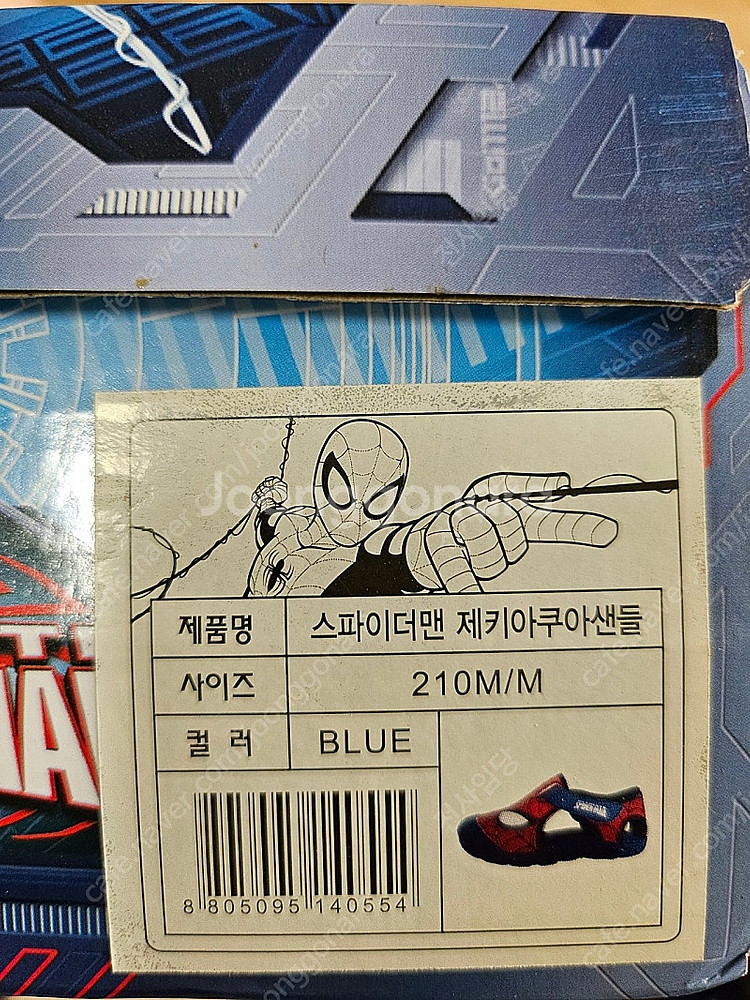 Joonggonara
제품명 스파이더맨 제키아쿠아샌들
사이즈 210M/M
컬 러 BLUE
8 805095 140554